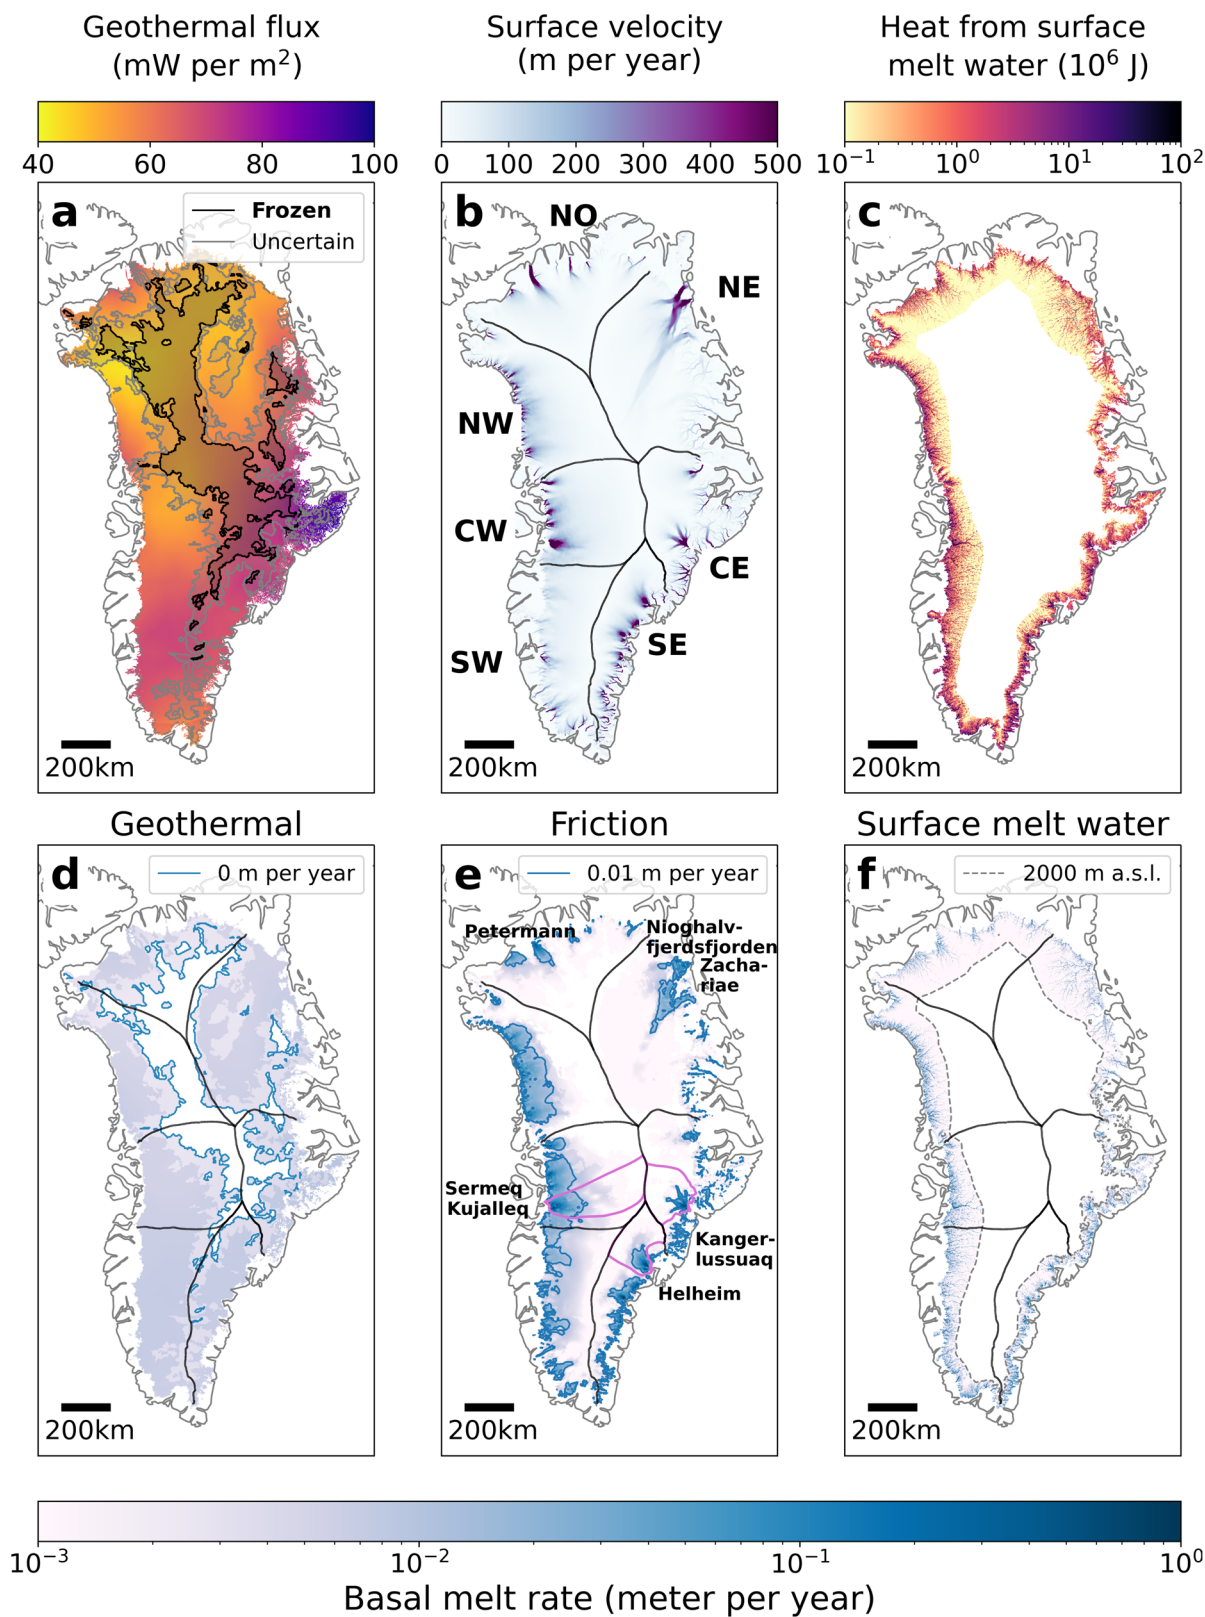 Geothermal flux
(mW per m²)
Surface velocity
(m per year)
Heat from surface
melt water (10⁶ J)
40 60 80 100
0 100 200 300 400 500
10⁻¹ 10⁰ 10¹ 10²
a
Frozen
Uncertain
200km
b
NO
NE
NW
CW
CE
SE
SW
200km
c
200km
Geothermal
Friction
Surface melt water
d
0 m per year
200km
e
0.01 m per year
Petermann
Nioghalv-
fjerdsfjorden
Zacha-
riae
Sermeq
Kujalleq
Kanger-
lussuaq
Helheim
200km
f
2000 m a.s.l.
200km
10⁻³ 10⁻² 10⁻¹ 10⁰
Basal melt rate (meter per year)